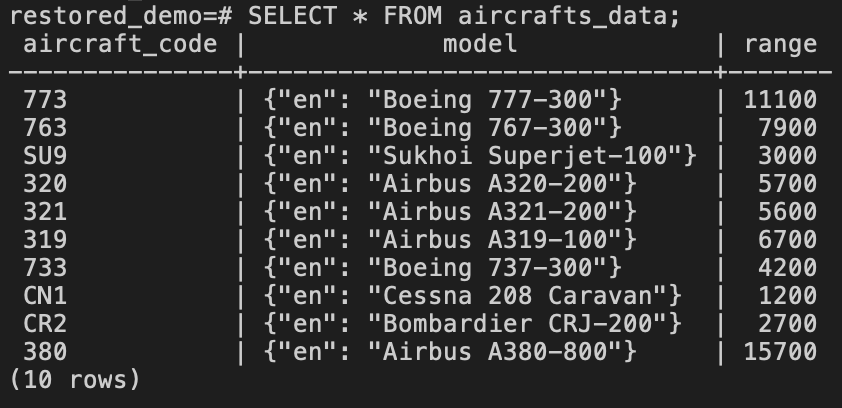 restored_demo=# SELECT * FROM aircrafts_data;
 aircraft_code |             model             | range
---------------+-------------------------------+-------
 773           | {"en": "Boeing 777-300"}      | 11100
 763           | {"en": "Boeing 767-300"}      |  7900
 SU9           | {"en": "Sukhoi Superjet-100"} |  3000
 320           | {"en": "Airbus A320-200"}     |  5700
 321           | {"en": "Airbus A321-200"}     |  5600
 319           | {"en": "Airbus A319-100"}     |  6700
 733           | {"en": "Boeing 737-300"}      |  4200
 CN1           | {"en": "Cessna 208 Caravan"}  |  1200
 CR2           | {"en": "Bombardier CRJ-200"}  |  2700
 380           | {"en": "Airbus A380-800"}     | 15700
(10 rows)